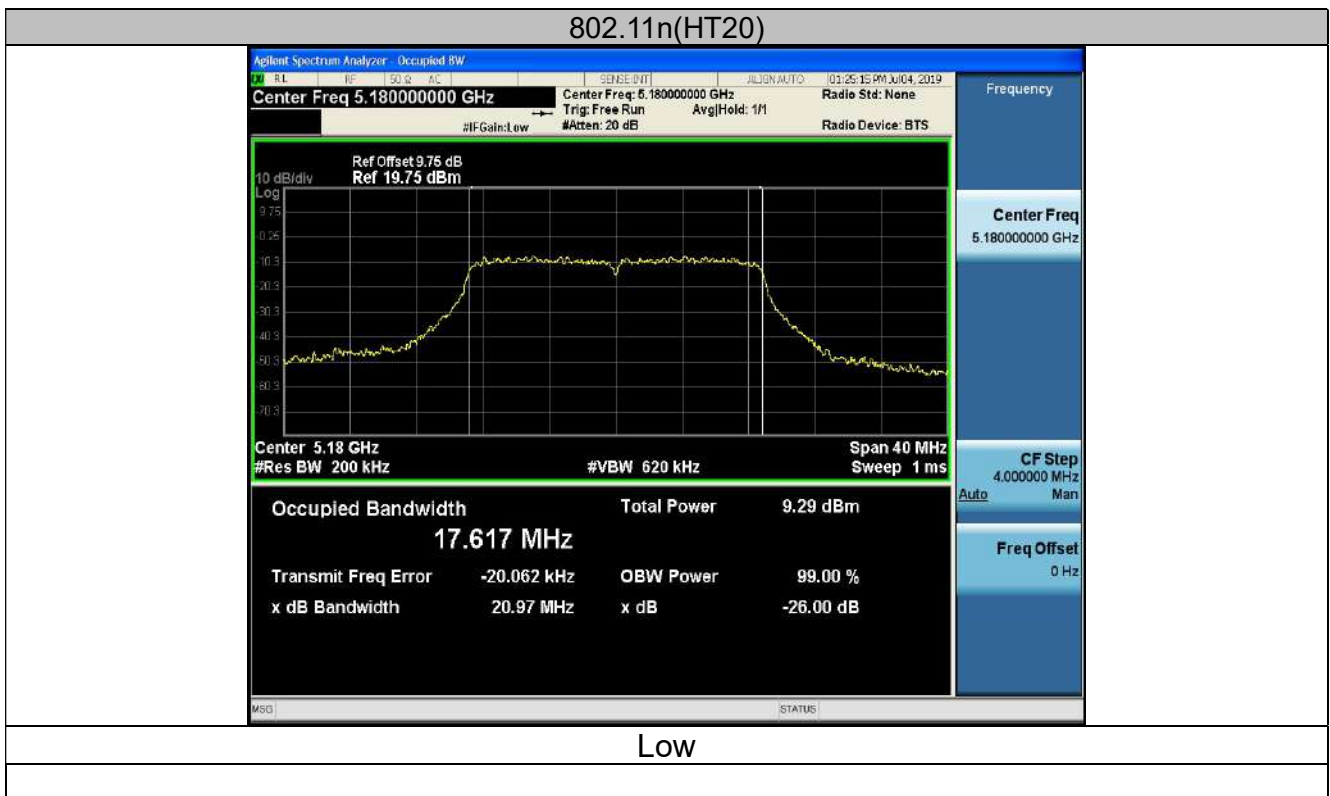 802.11n(HT20)
Agilent Spectrum Analyzer - Occupied BW
RL RF 50 Ω AC SENSE:INT ALIGN AUTO 01:25:15 PM Jul 04, 2019
Center Freq 5.180000000 GHz Center Freq: 5.180000000 GHz Radio Std: None Frequency
Trig: Free Run Avg|Hold: 1/1
#IFGain:Low #Atten: 20 dB Radio Device: BTS
Ref Offset 9.75 dB
10 dB/div Ref 19.75 dBm
Log
9.75
-0.25
-10.3
-20.3
-30.3
-40.3
-50.3
-60.3
-70.3
Center Freq
5.180000000 GHz
Center 5.18 GHz Span 40 MHz
#Res BW 200 kHz #VBW 620 kHz Sweep 1 ms
CF Step
4.000000 MHz
Auto Man
Occupied Bandwidth Total Power 9.29 dBm
17.617 MHz
Transmit Freq Error -20.062 kHz OBW Power 99.00 %
x dB Bandwidth 20.97 MHz x dB -26.00 dB
Freq Offset
0 Hz
MSG STATUS
Low